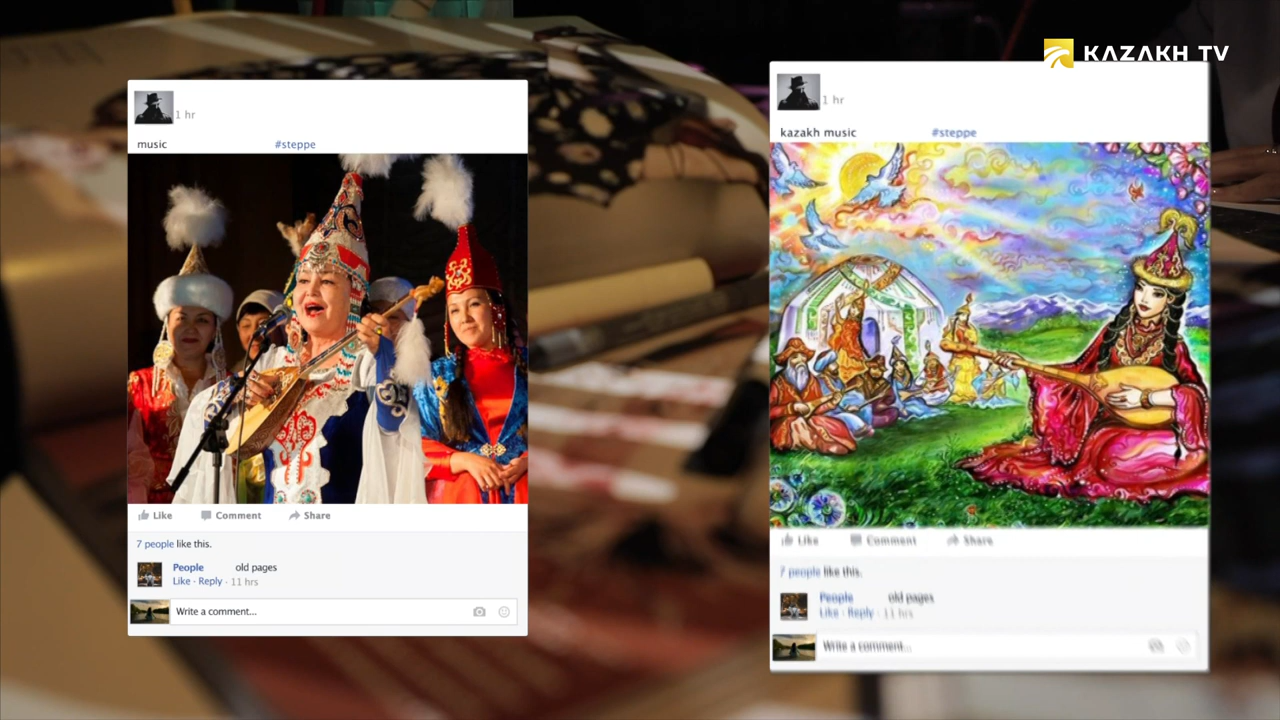 KAZAKH TV
1 hr
music #steppe
Like Comment Share
7 people like this.
People old pages
Like · Reply · 11 hrs
Write a comment...
1 hr
kazakh music #steppe
Like Comment Share
7 people like this.
People old pages
Like · Reply · 11 hrs
Write a comment...